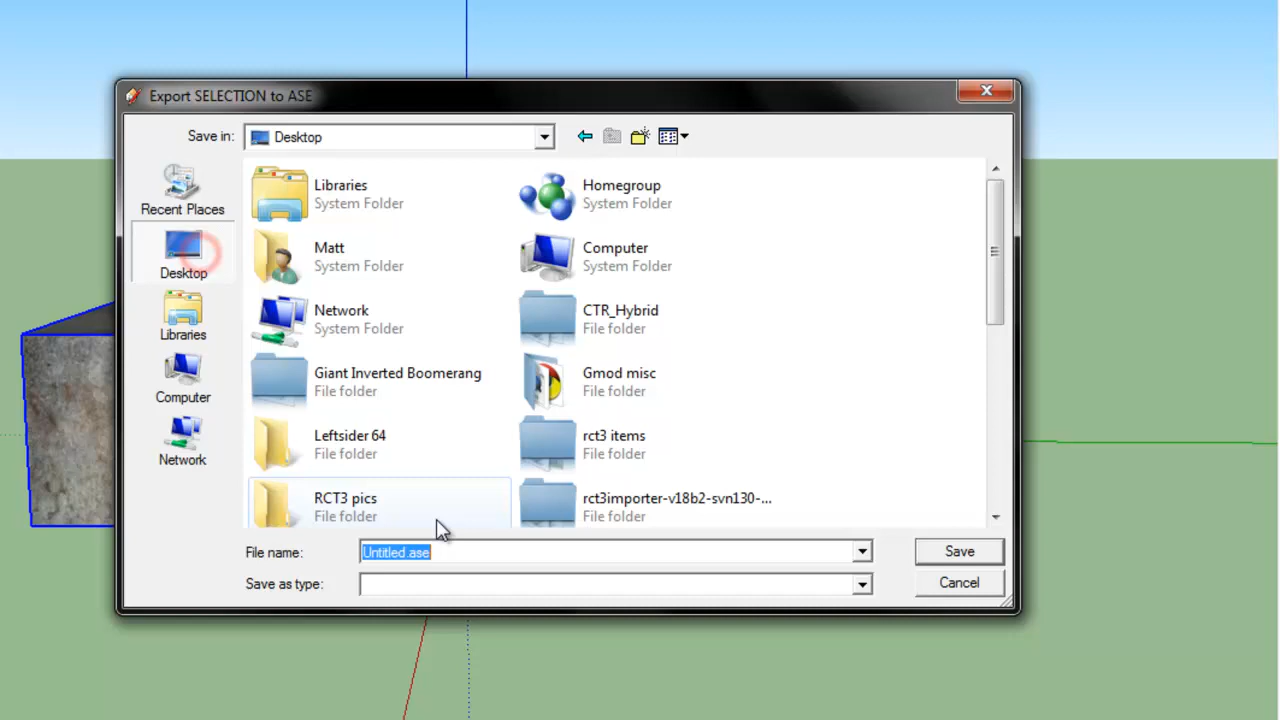 Export SELECTION to ASE
Save in:
Desktop
Recent Places
Desktop
Libraries
Computer
Network
Libraries
System Folder
Homegroup
System Folder
Matt
System Folder
Computer
System Folder
Network
System Folder
CTR_Hybrid
File folder
Giant Inverted Boomerang
File folder
Gmod misc
File folder
Leftsider 64
File folder
rct3 items
File folder
RCT3 pics
File folder
rct3importer-v18b2-svn130-...
File folder
File name:
Untitled.ase
Save
Save as type:
Cancel